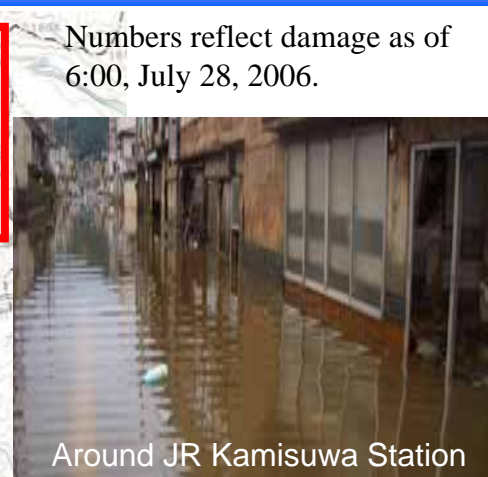 Numbers reflect damage as of
6:00, July 28, 2006.
Around JR Kamisuwa Station